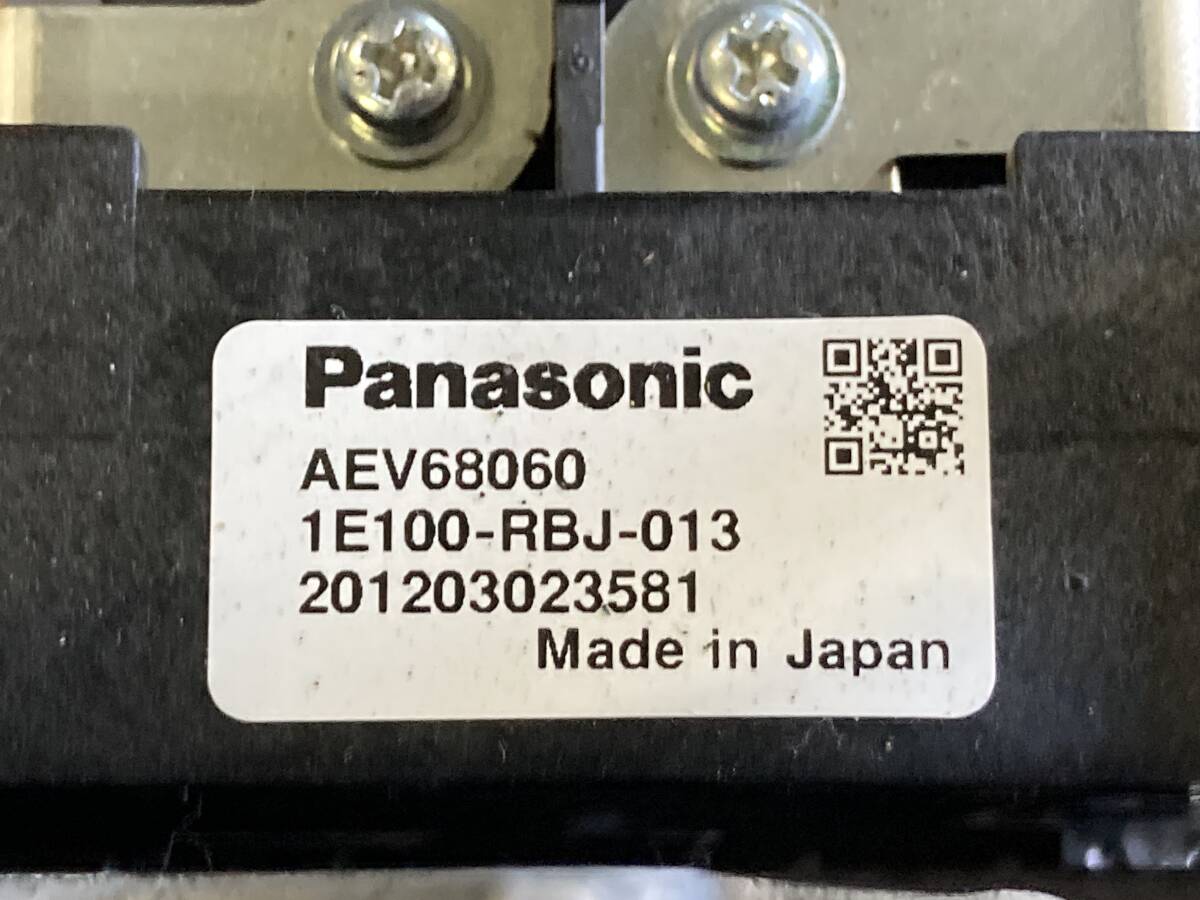 Panasonic
AEV68060
1E100-RBJ-013
201203023581
Made in Japan